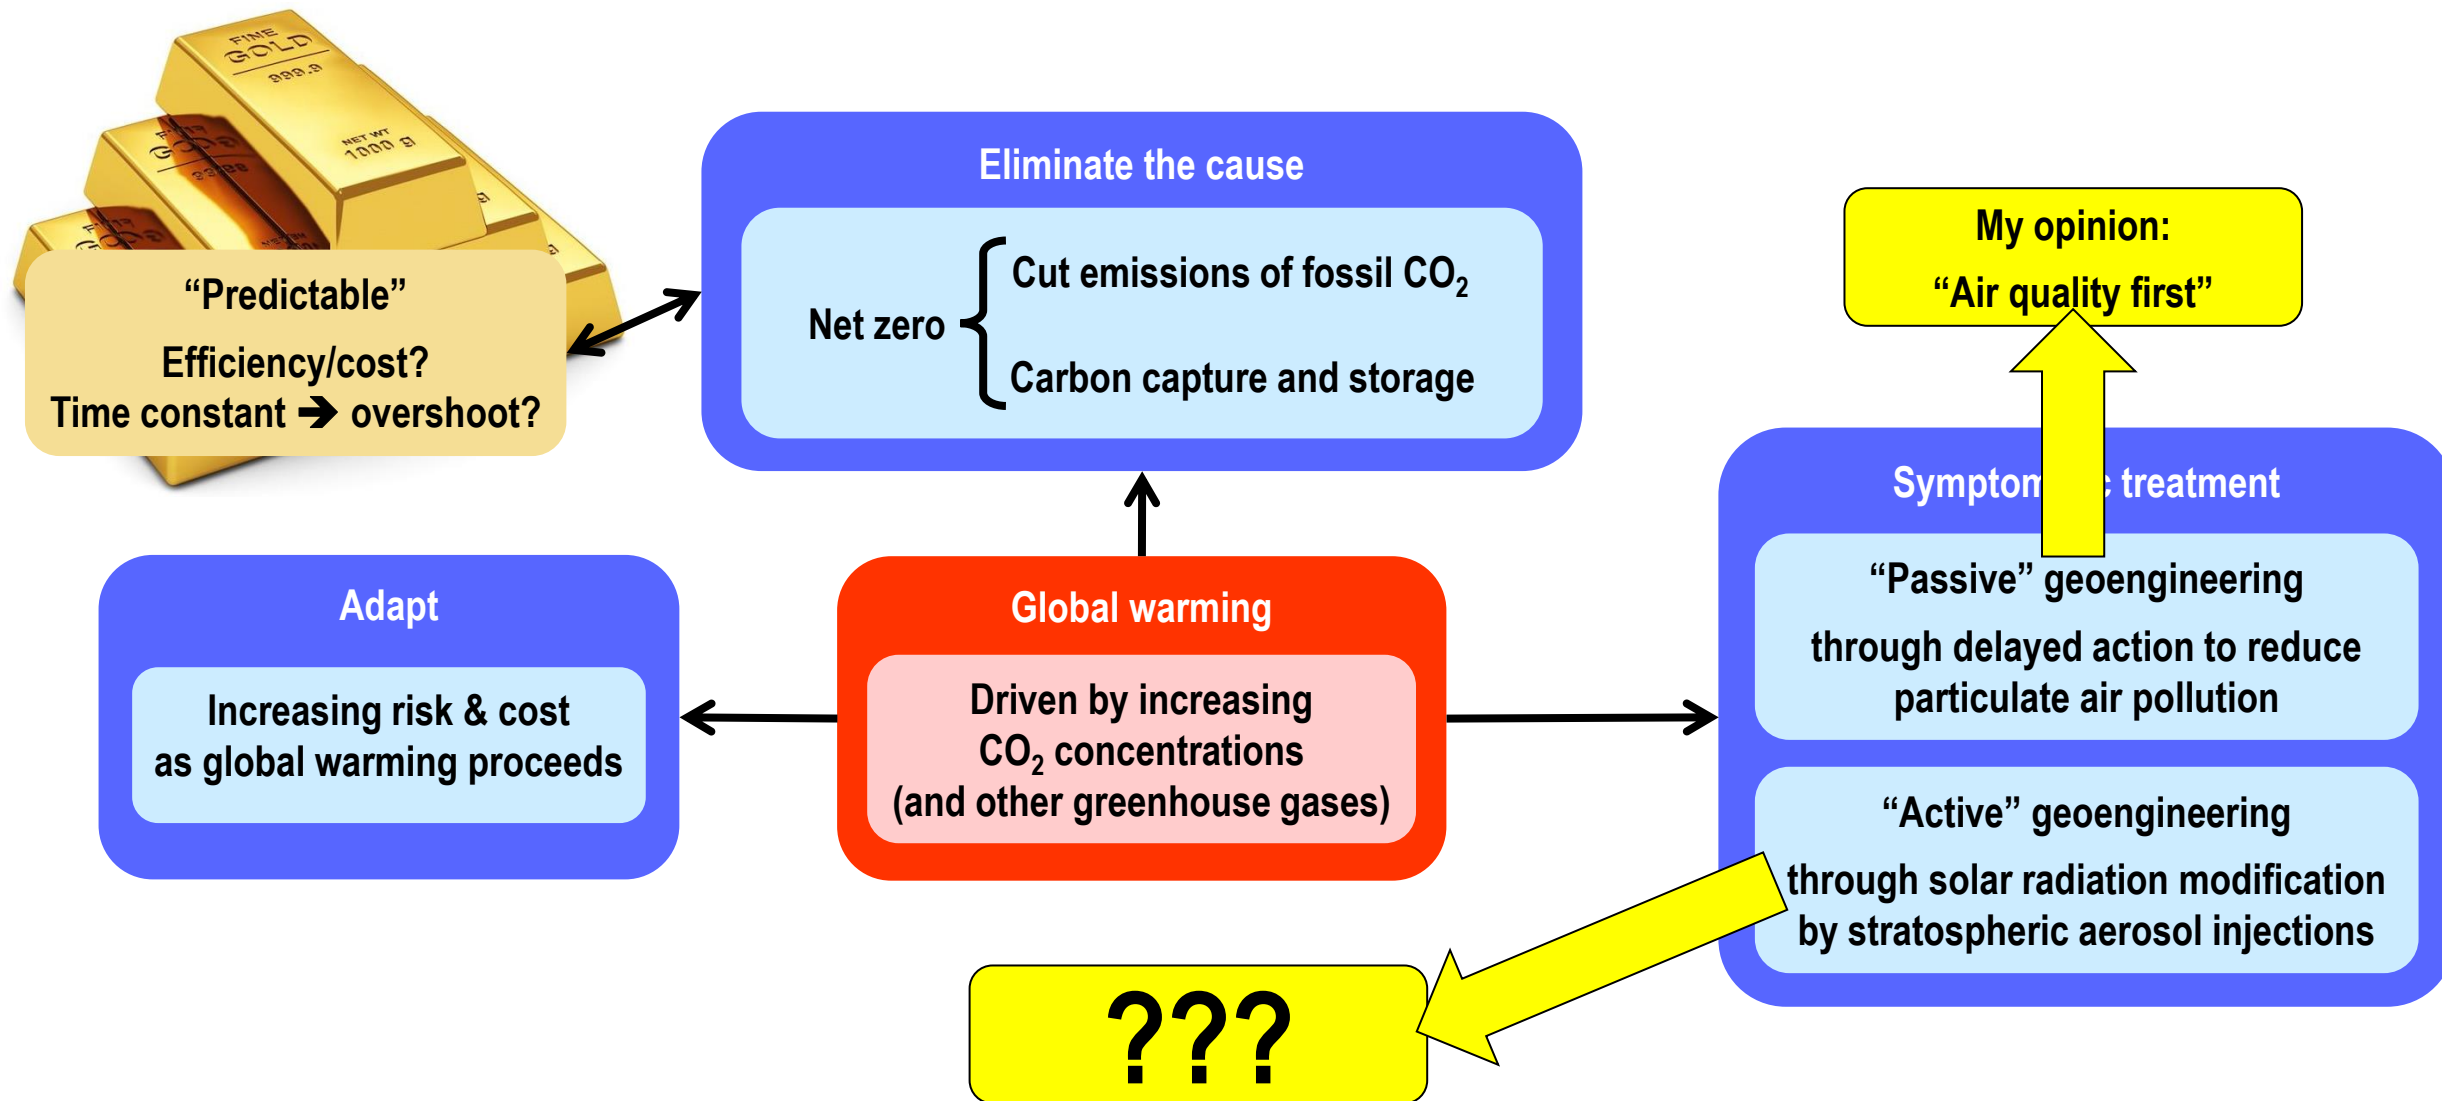 FINE
GOLD
999.9
NET WT
1000 g
FINE
GOLD
“Predictable”
Efficiency/cost?
Time constant ➔ overshoot?
Eliminate the cause
Net zero
Cut emissions of fossil CO₂
Carbon capture and storage
My opinion:
“Air quality first”
Adapt
Increasing risk & cost
as global warming proceeds
Global warming
Driven by increasing
CO₂ concentrations
(and other greenhouse gases)
treatment
“Passive” geoengineering
through delayed action to reduce
particulate air pollution
“Active” geoengineering
through solar radiation modification
by stratospheric aerosol injections
???